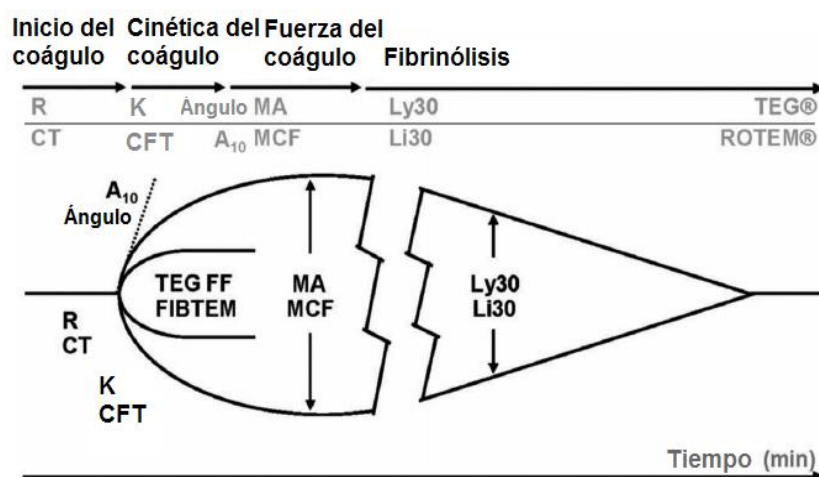 Inicio del coágulo
Cinética del coágulo
Fuerza del coágulo
Fibrinólisis
R K Ángulo MA Ly30 TEG®
CT CFT A10 MCF Li30 ROTEM®
A10
Ángulo
TEG FF
FIBTEM
MA
MCF
Ly30
Li30
R
CT
K
CFT
Tiempo (min)